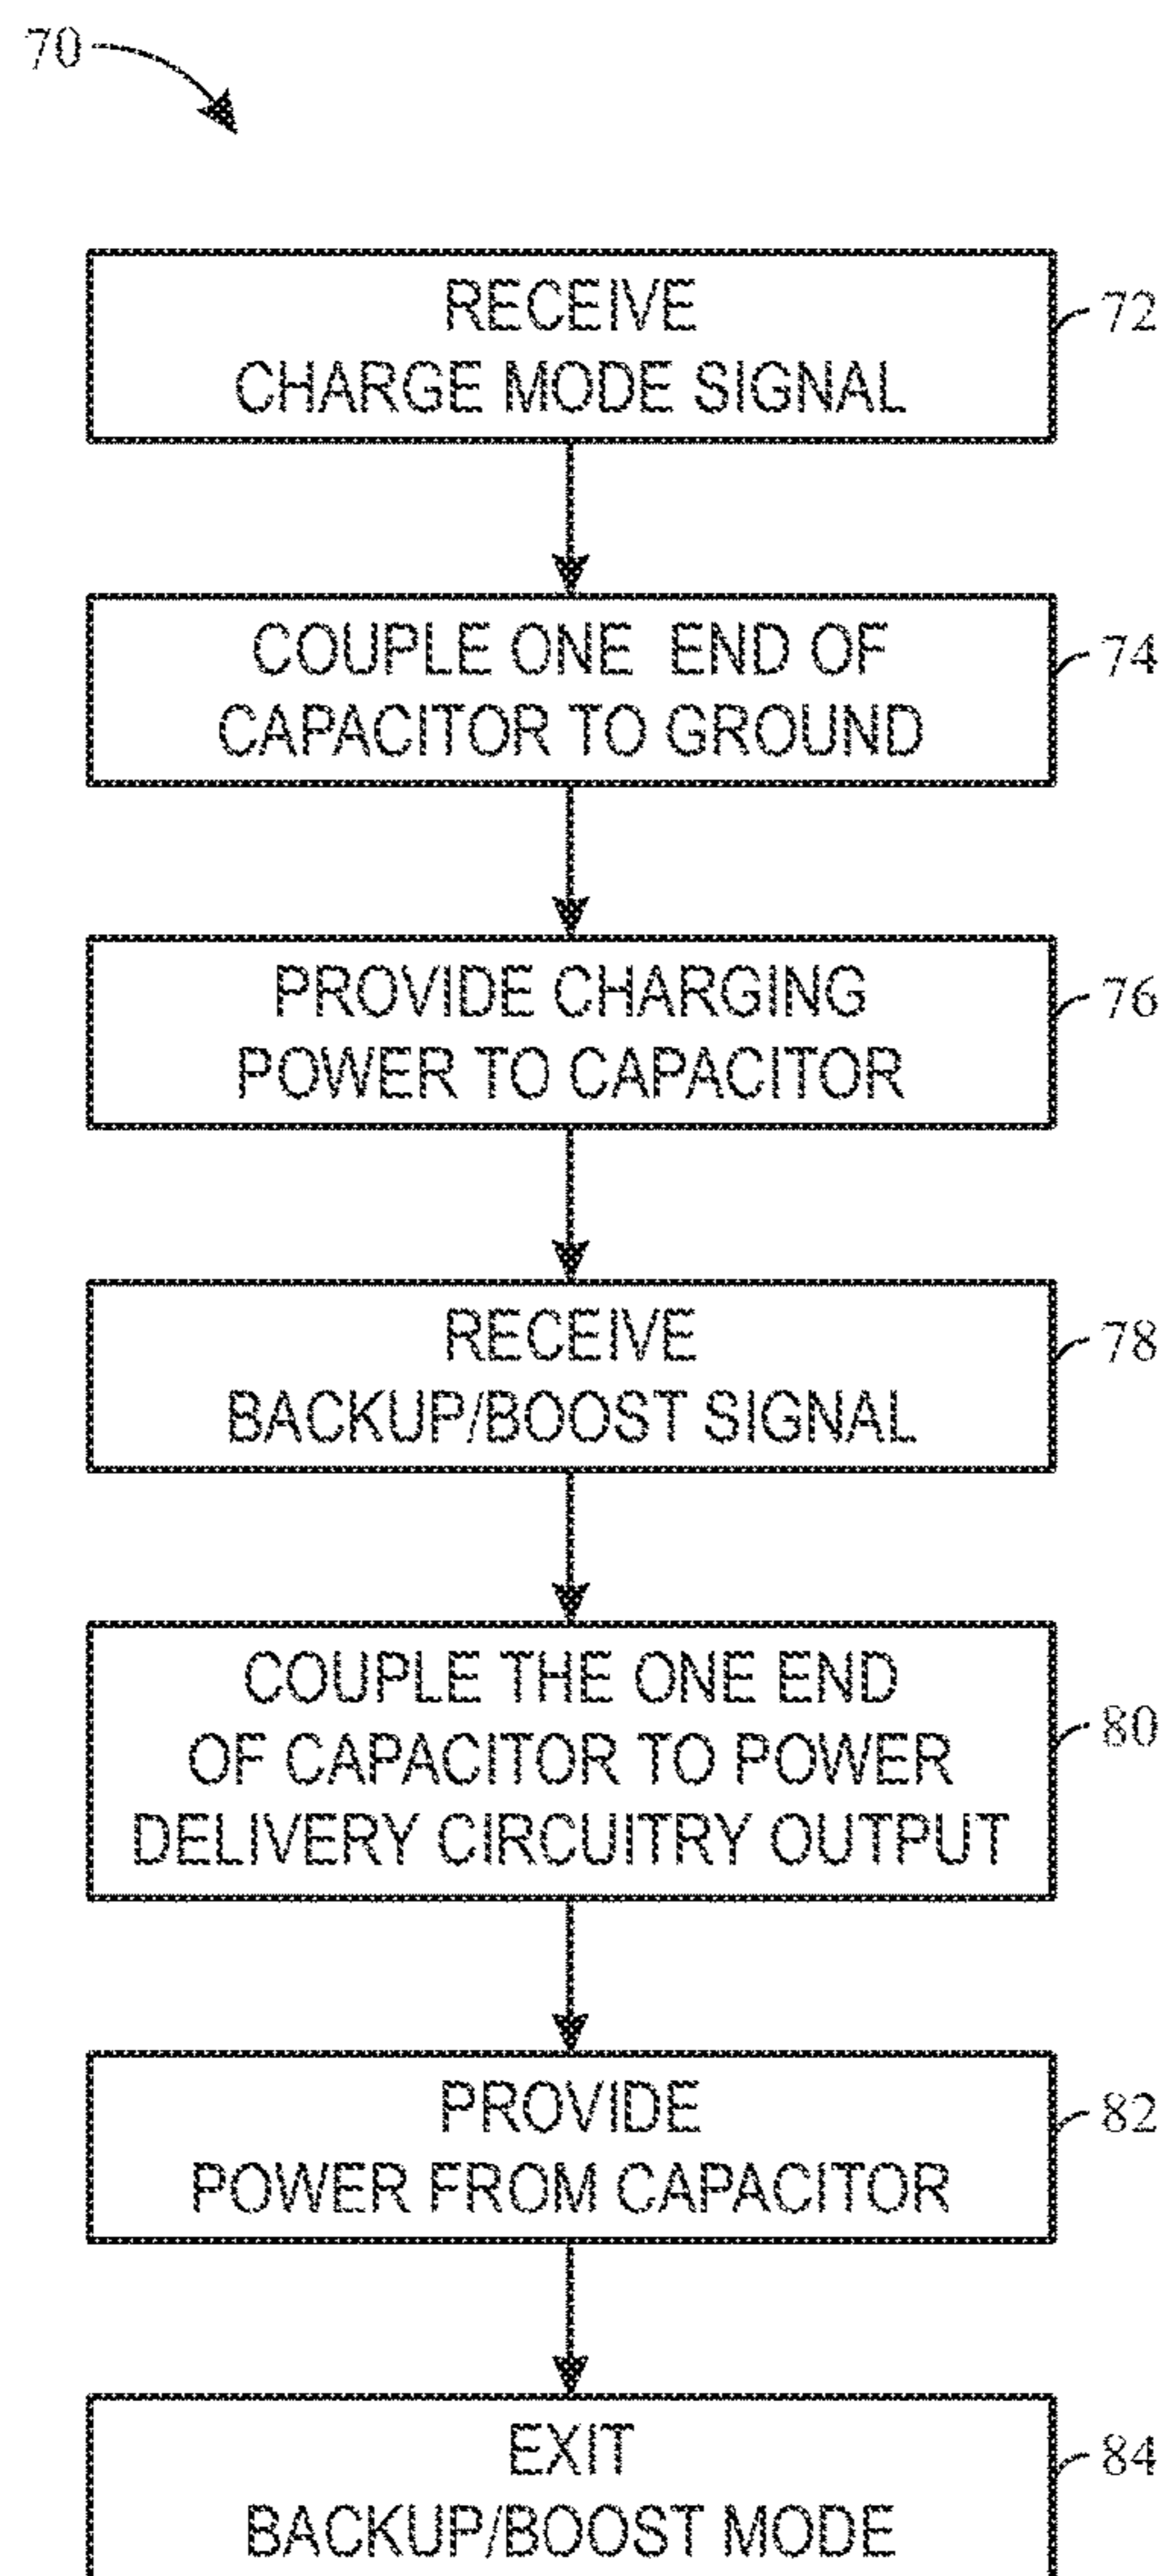 70
RECEIVE
CHARGE MODE SIGNAL
72
COUPLE ONE END OF
CAPACITOR TO GROUND
74
PROVIDE CHARGING
POWER TO CAPACITOR
76
RECEIVE
BACKUP/BOOST SIGNAL
78
COUPLE THE ONE END
OF CAPACITOR TO POWER
DELIVERY CIRCUITRY OUTPUT
80
PROVIDE
POWER FROM CAPACITOR
82
EXIT
BACKUP/BOOST MODE
84